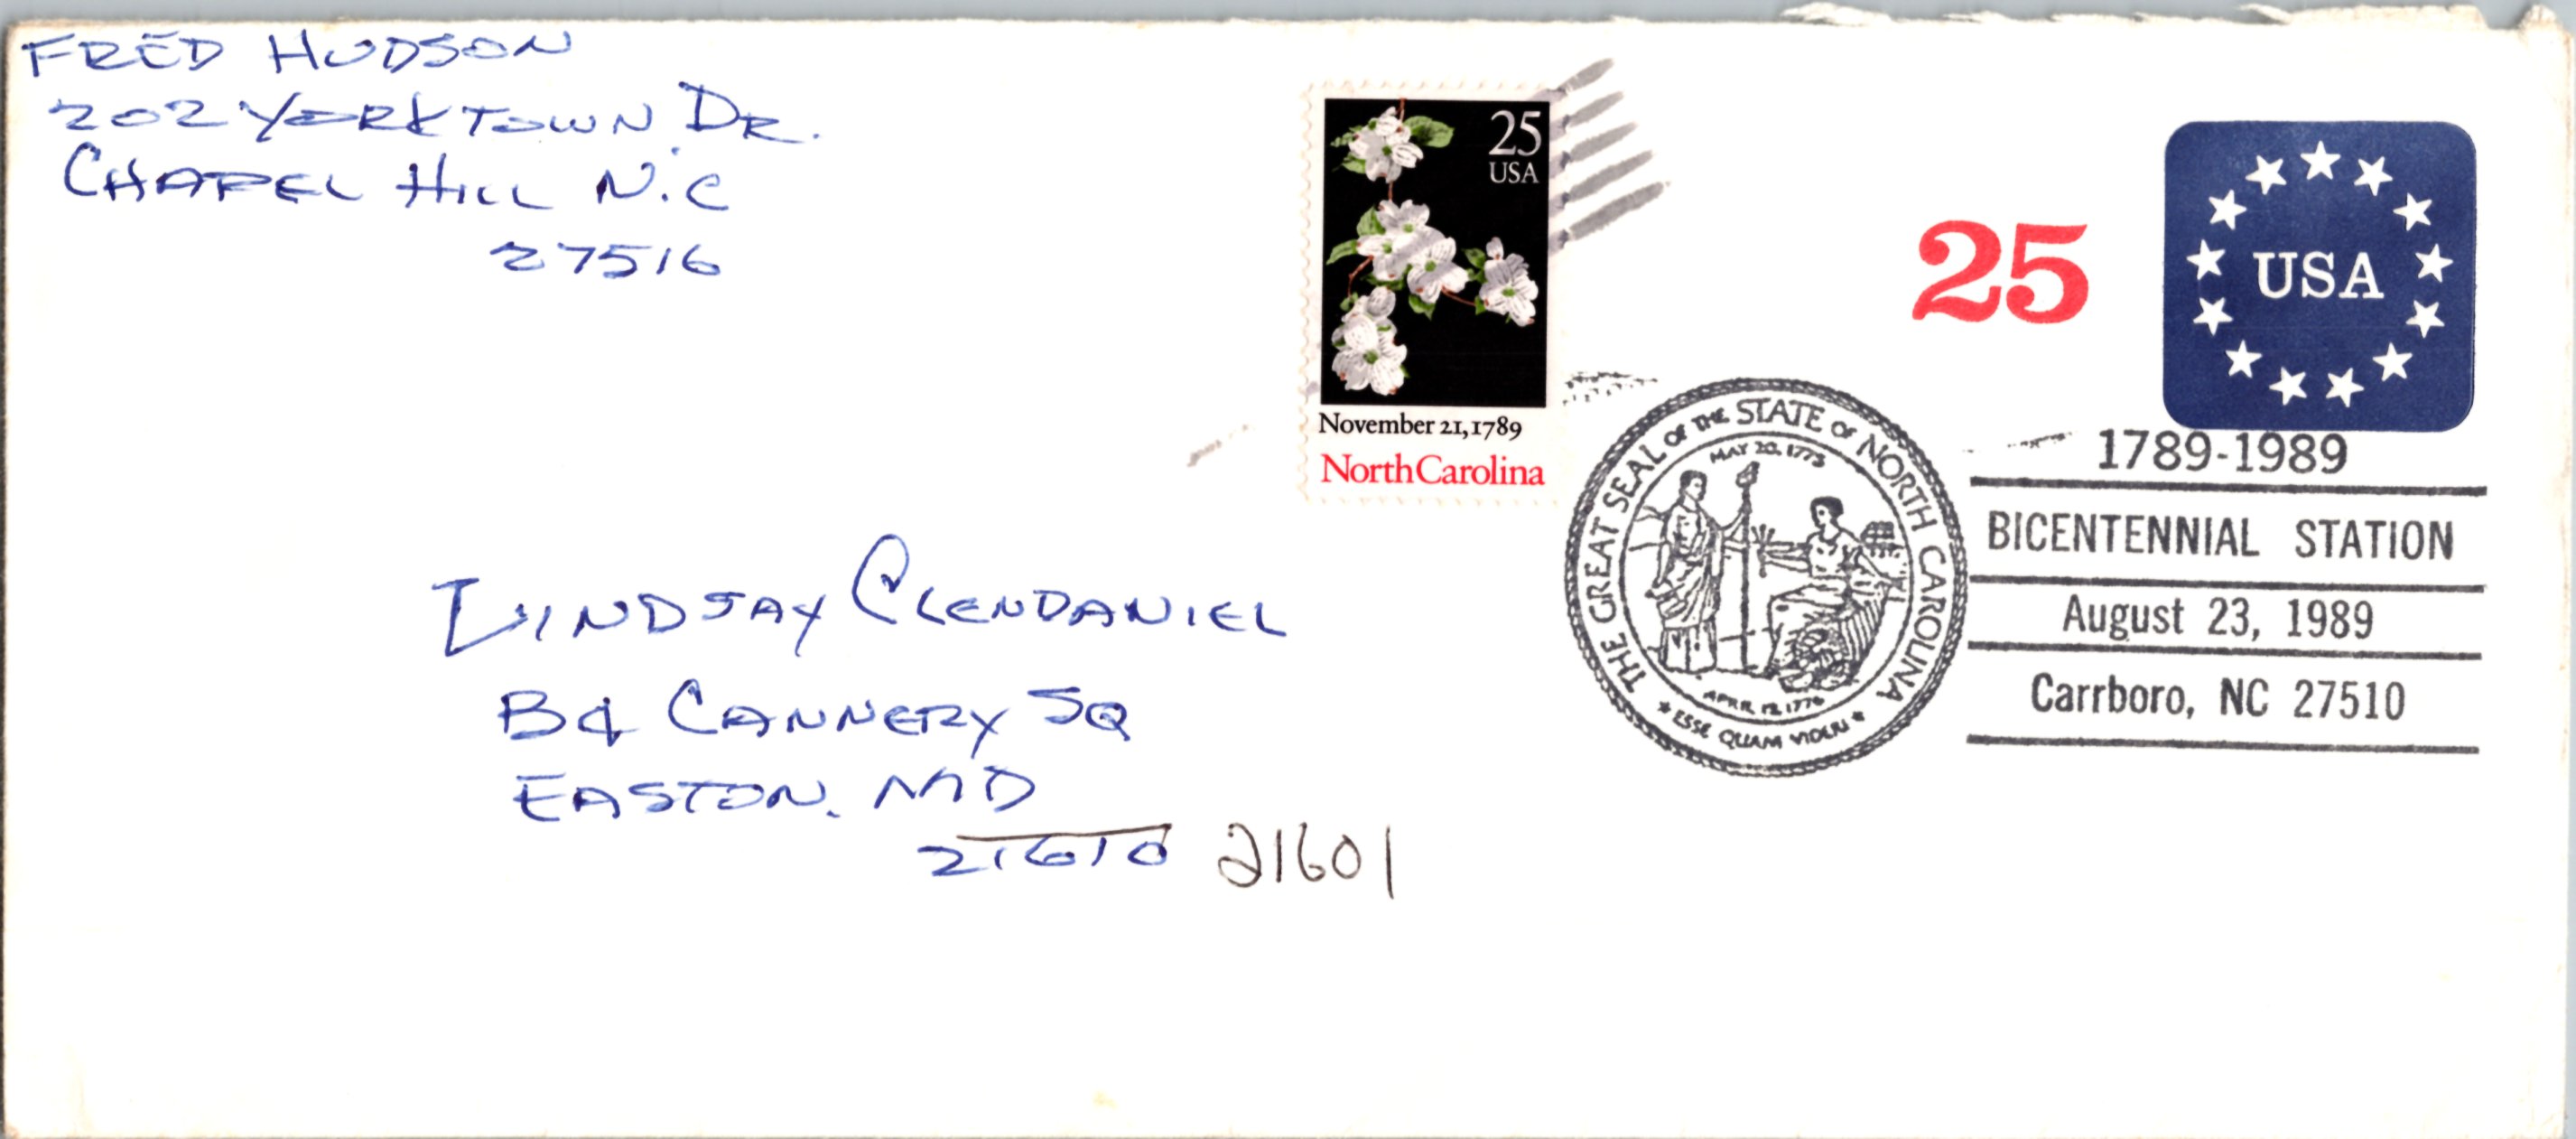 FRED HUDSON
202 YORKTOWN DR.
CHAPEL HILL N.C
27516
25
USA
November 21, 1789
North Carolina
25
USA
THE GREAT SEAL OF THE STATE OF NORTH CAROLINA
MAY 20, 1775
APRIL 12, 1776
★ ESSE QUAM VIDERI ★
1789-1989
BICENTENNIAL STATION
August 23, 1989
Carrboro, NC 27510
LINDSAY CLENDANIEL
B4 CANNERY SQ
EASTON, MD
21610 21601